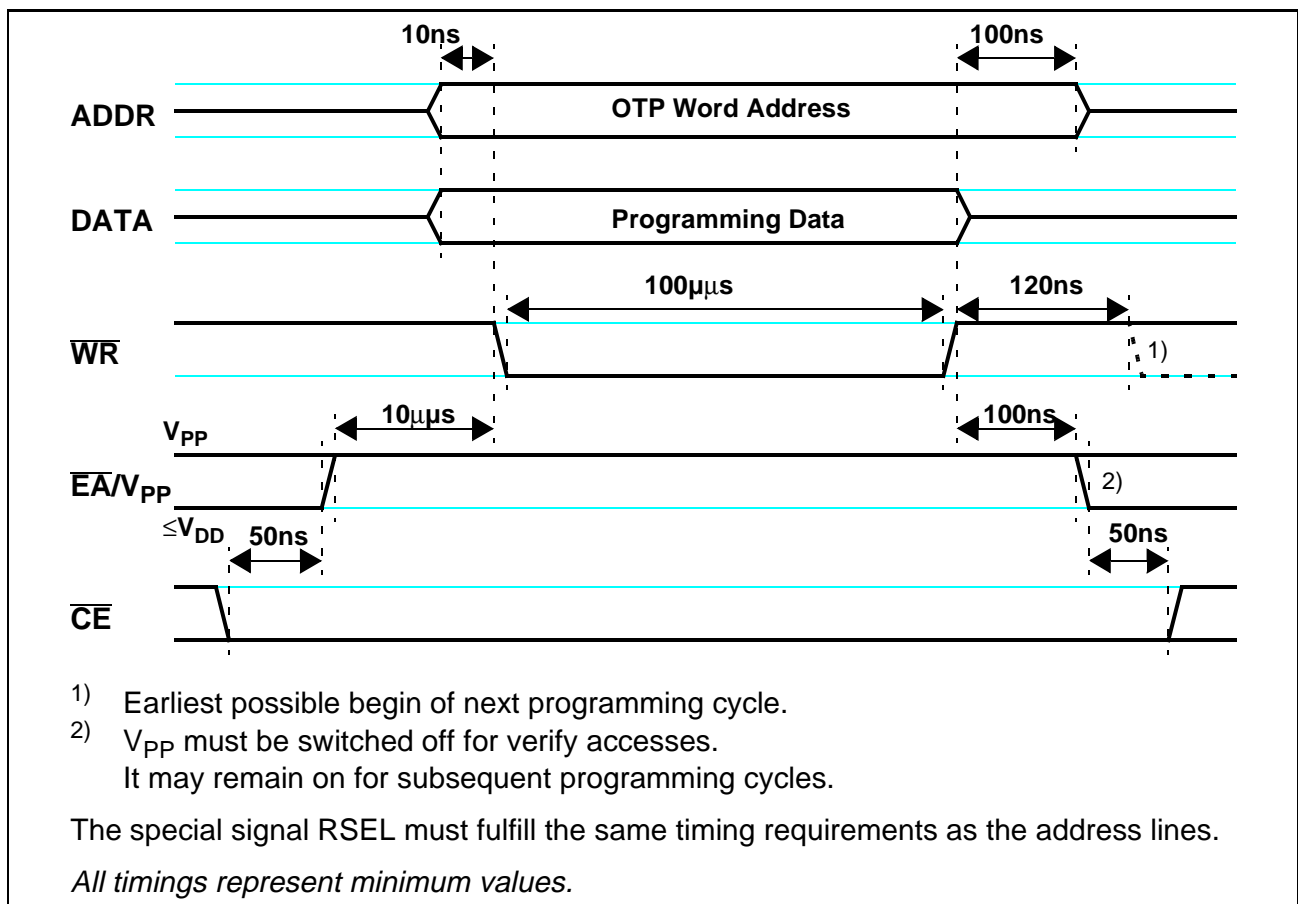 10ns 100ns
ADDR OTP Word Address
DATA Programming Data
100µμs 120ns
WR 1)
10μµs 100ns
VPP
EA/VPP 2)
≤VDD 50ns 50ns
CE
1) Earliest possible begin of next programming cycle.
2) VPP must be switched off for verify accesses.
It may remain on for subsequent programming cycles.
The special signal RSEL must fulfill the same timing requirements as the address lines.
All timings represent minimum values.